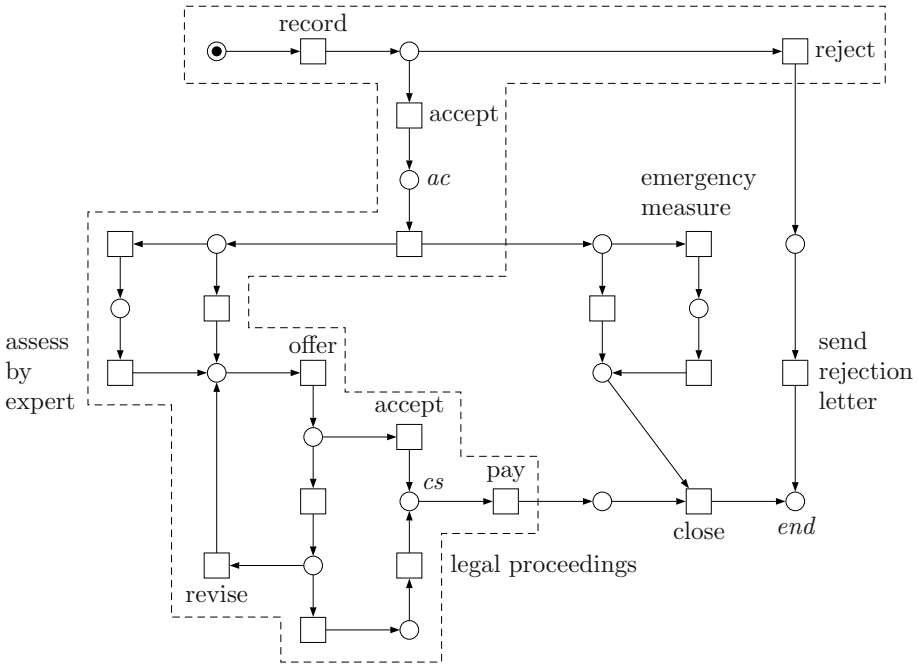 record
reject
accept
ac
emergency
measure
assess
by
expert
offer
send
rejection
letter
accept
cs
pay
close
end
legal proceedings
revise